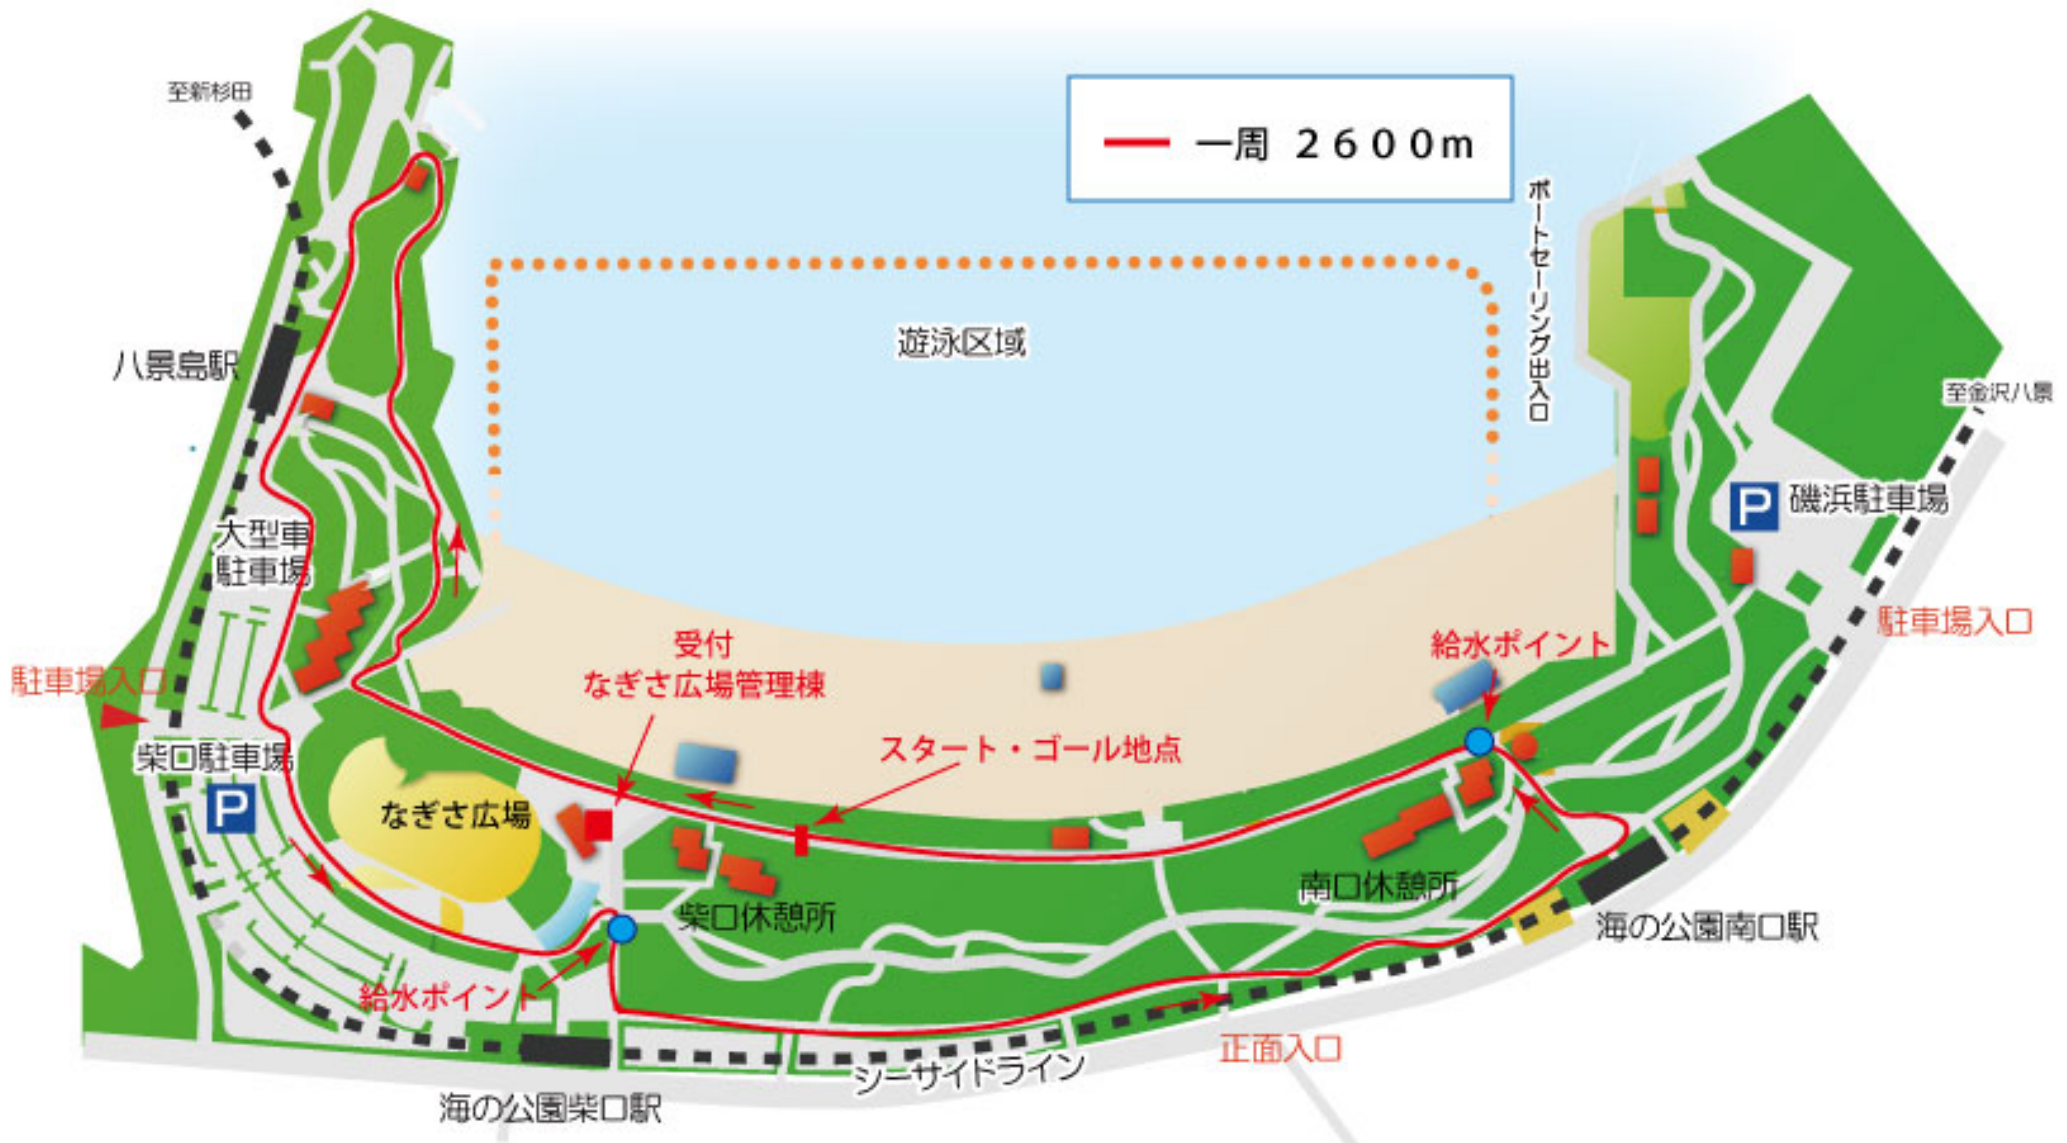 至新杉田
一周 2600m
ボートセーリング出入口
遊泳区域
八景島駅
至金沢八景
P
磯浜駐車場
大型車
駐車場
駐車場入口
給水ポイント
受付
なぎさ広場管理棟
駐車場入口
スタート・ゴール地点
柴口駐車場
P
なぎさ広場
南口休憩所
柴口休憩所
海の公園南口駅
給水ポイント
正面入口
シーサイドライン
海の公園柴口駅